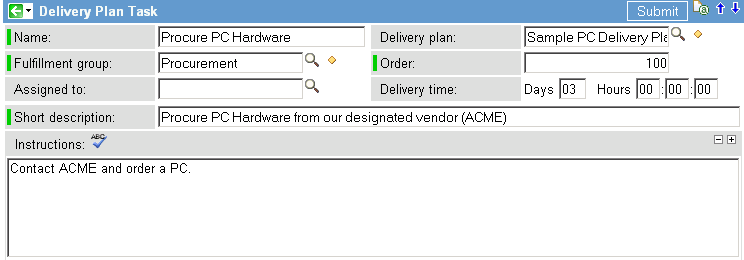 Delivery Plan Task Submit
Name: Procure PC Hardware Delivery plan: Sample PC Delivery Pla
Fulfillment group: Procurement Order: 100
Assigned to: Delivery time: Days 03 Hours 00 : 00 : 00
Short description: Procure PC Hardware from our designated vendor (ACME)
Instructions: ABC
Contact ACME and order a PC.